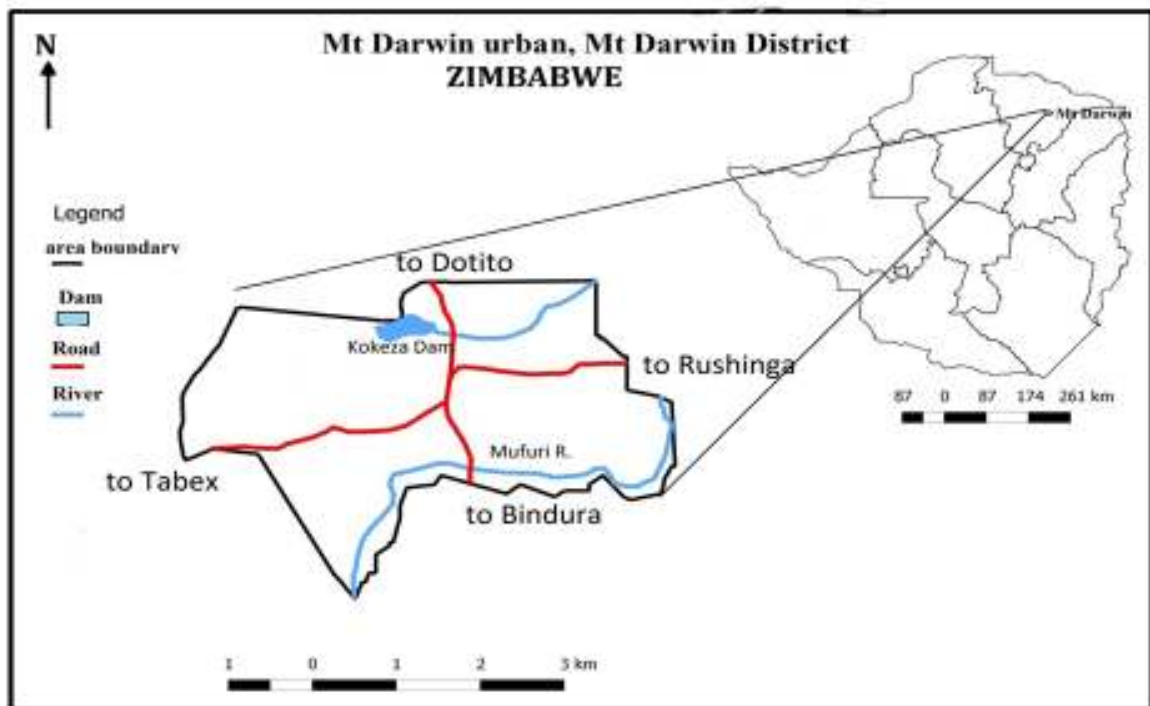 N
Mt Darwin urban, Mt Darwin District
ZIMBABWE
Mt Darwin
Legend
area boundary
Dam
Road
River
to Dotito
Kokeza Dam
to Rushinga
Mufuri R.
to Tabex
to Bindura
87 0 87 174 261 km
1 0 1 2 3 km